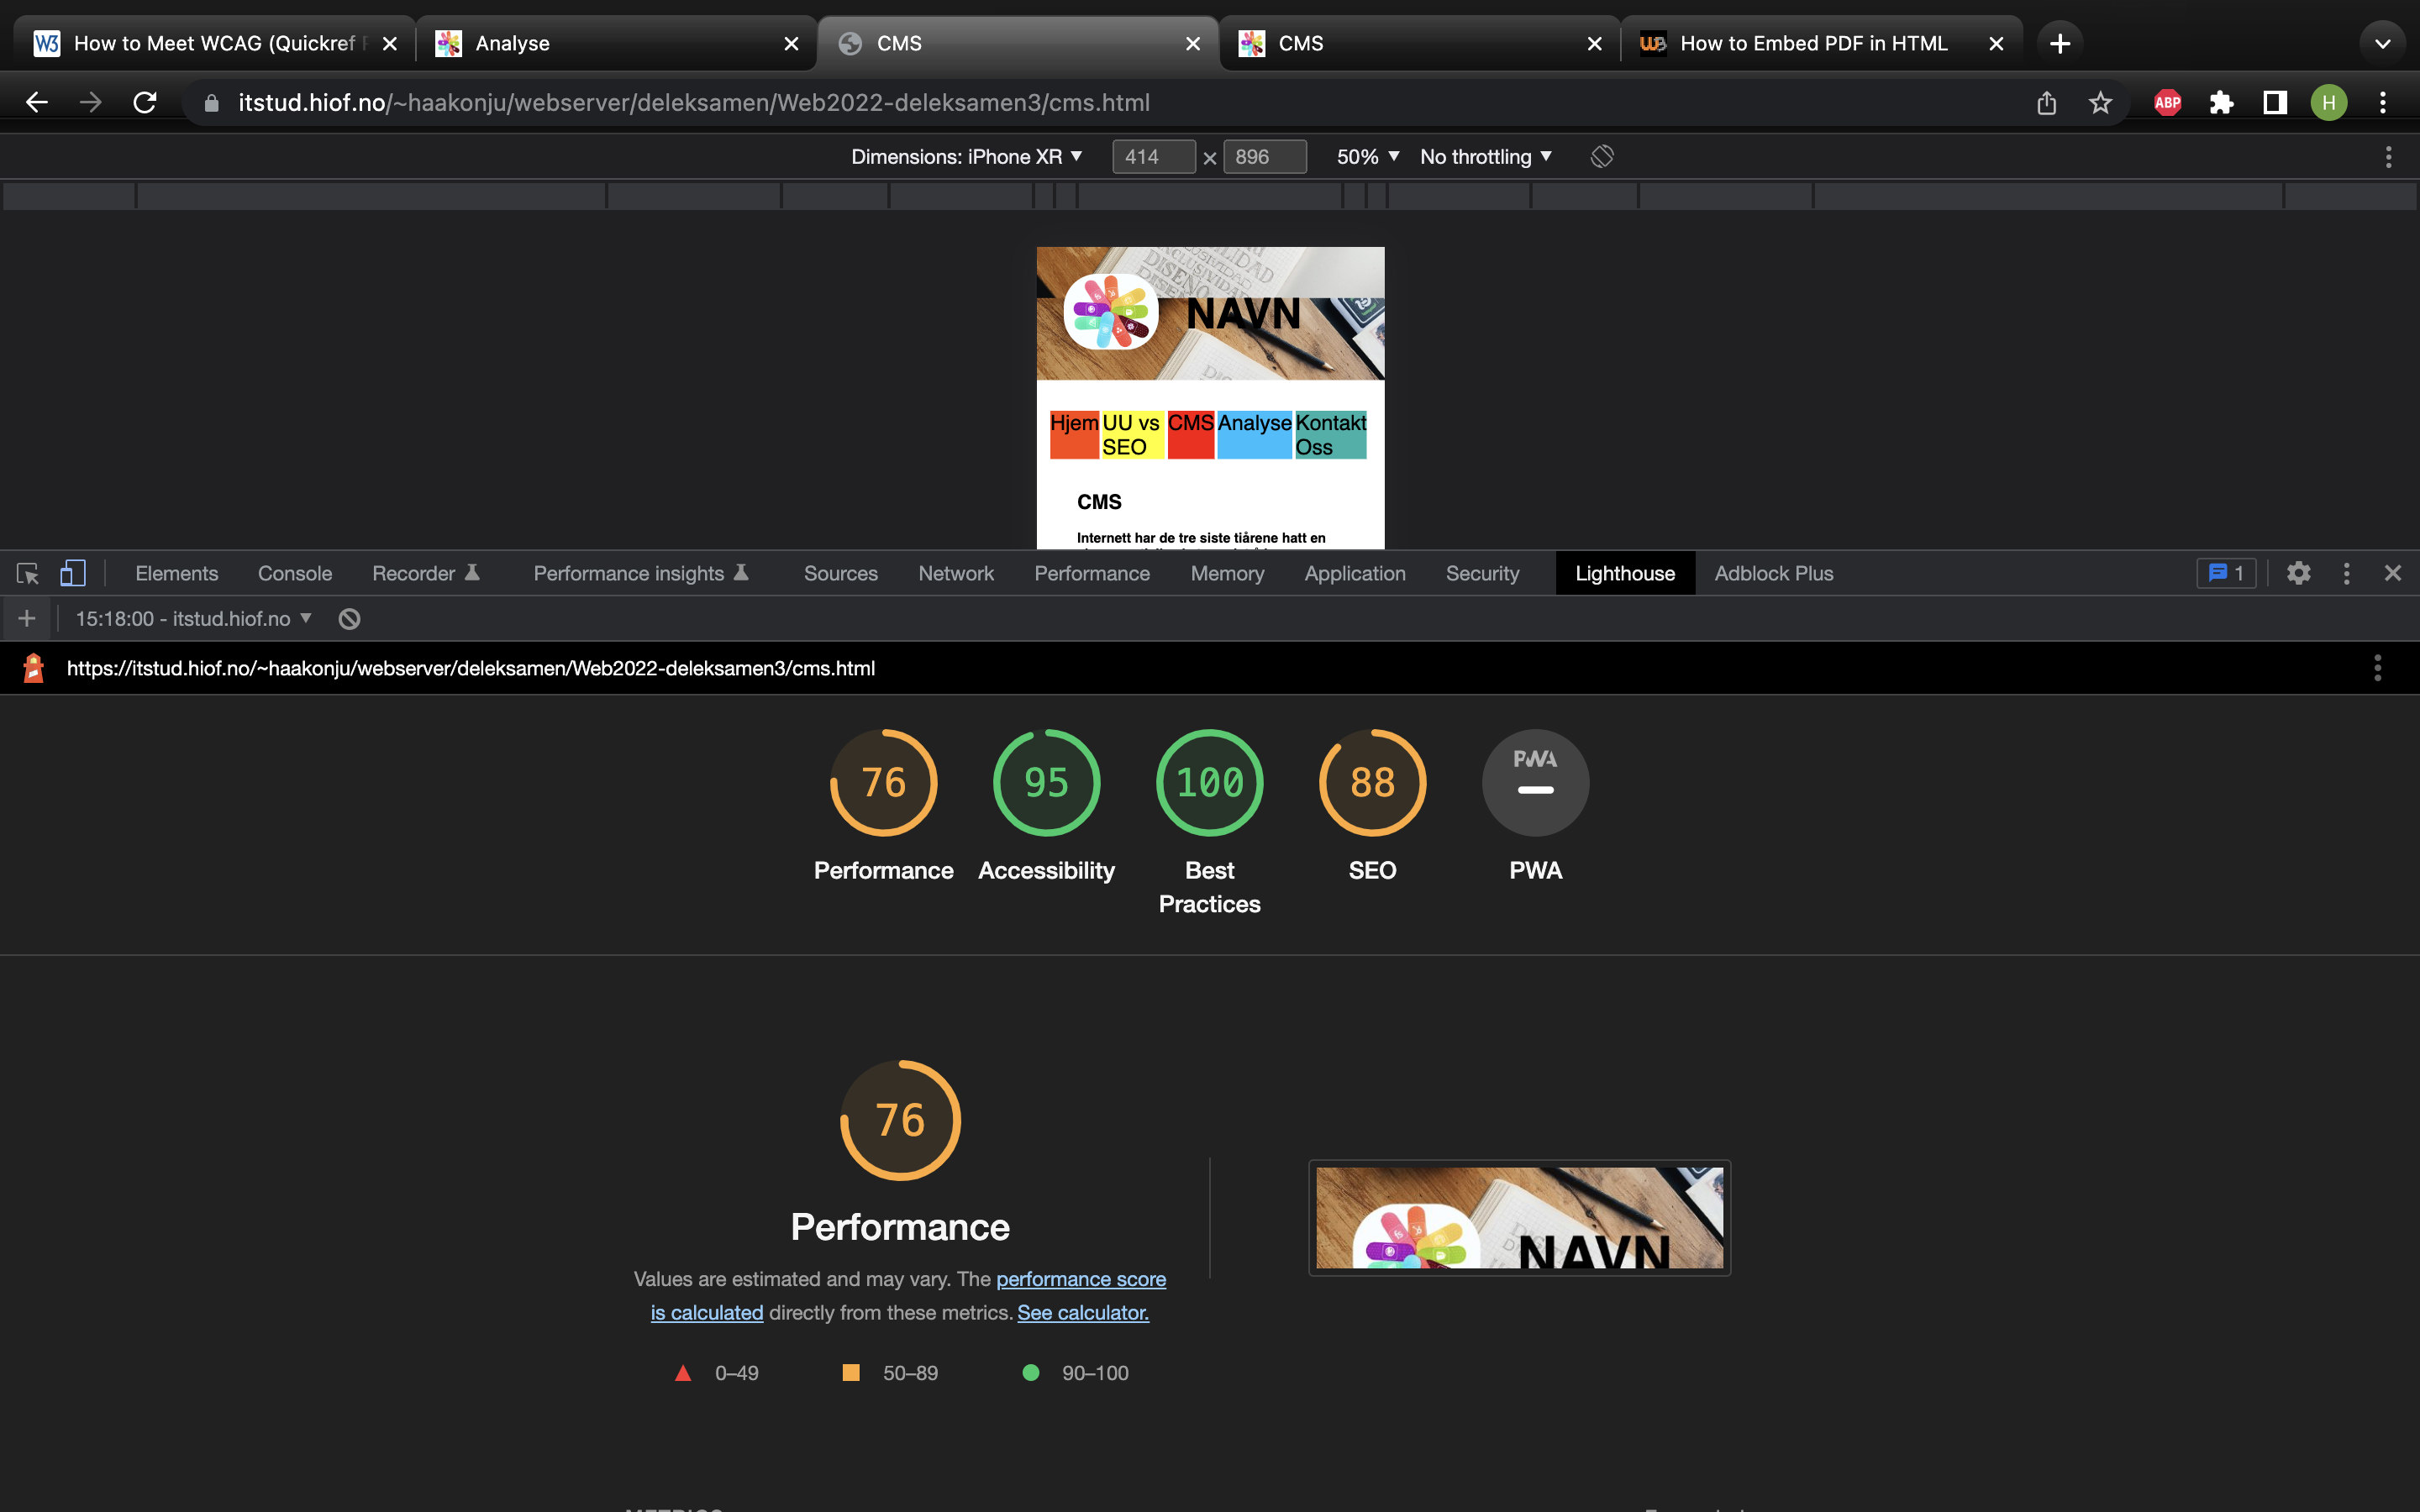 How to Meet WCAG (Quickref
Analyse
CMS
CMS
How to Embed PDF in HTML
itstud.hiof.no/~haakonju/webserver/deleksamen/Web2022-deleksamen3/cms.html
ABP
H
Dimensions: iPhone XR
414 × 896
50%
No throttling
DISEÑO
NAVN
Hjem
UU vs
SEO
CMS
Analyse
Kontakt
Oss
CMS
Internett har de tre siste tiårene hatt en
Elements
Console
Recorder
Performance insights
Sources
Network
Performance
Memory
Application
Security
Lighthouse
Adblock Plus
1
15:18:00 - itstud.hiof.no
https://itstud.hiof.no/~haakonju/webserver/deleksamen/Web2022-deleksamen3/cms.html
76
95
100
88
PWA
Performance
Accessibility
Best
Practices
SEO
PWA
76
Performance
Values are estimated and may vary. The performance score
is calculated directly from these metrics. See calculator.
0–49
50–89
90–100
NAVN